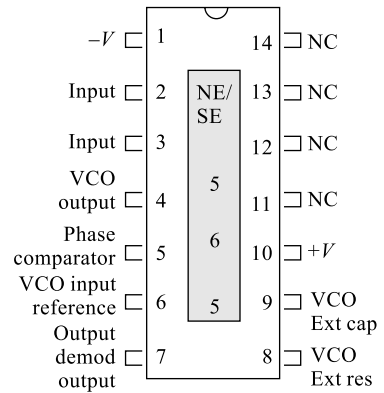 –V 1
Input 2
Input 3
VCO
output 4
Phase
comparator 5
VCO input
reference 6
Output
demod
output 7
NE/
SE
5
6
5
14 NC
13 NC
12 NC
11 NC
10 +V
9 VCO
Ext cap
8 VCO
Ext res